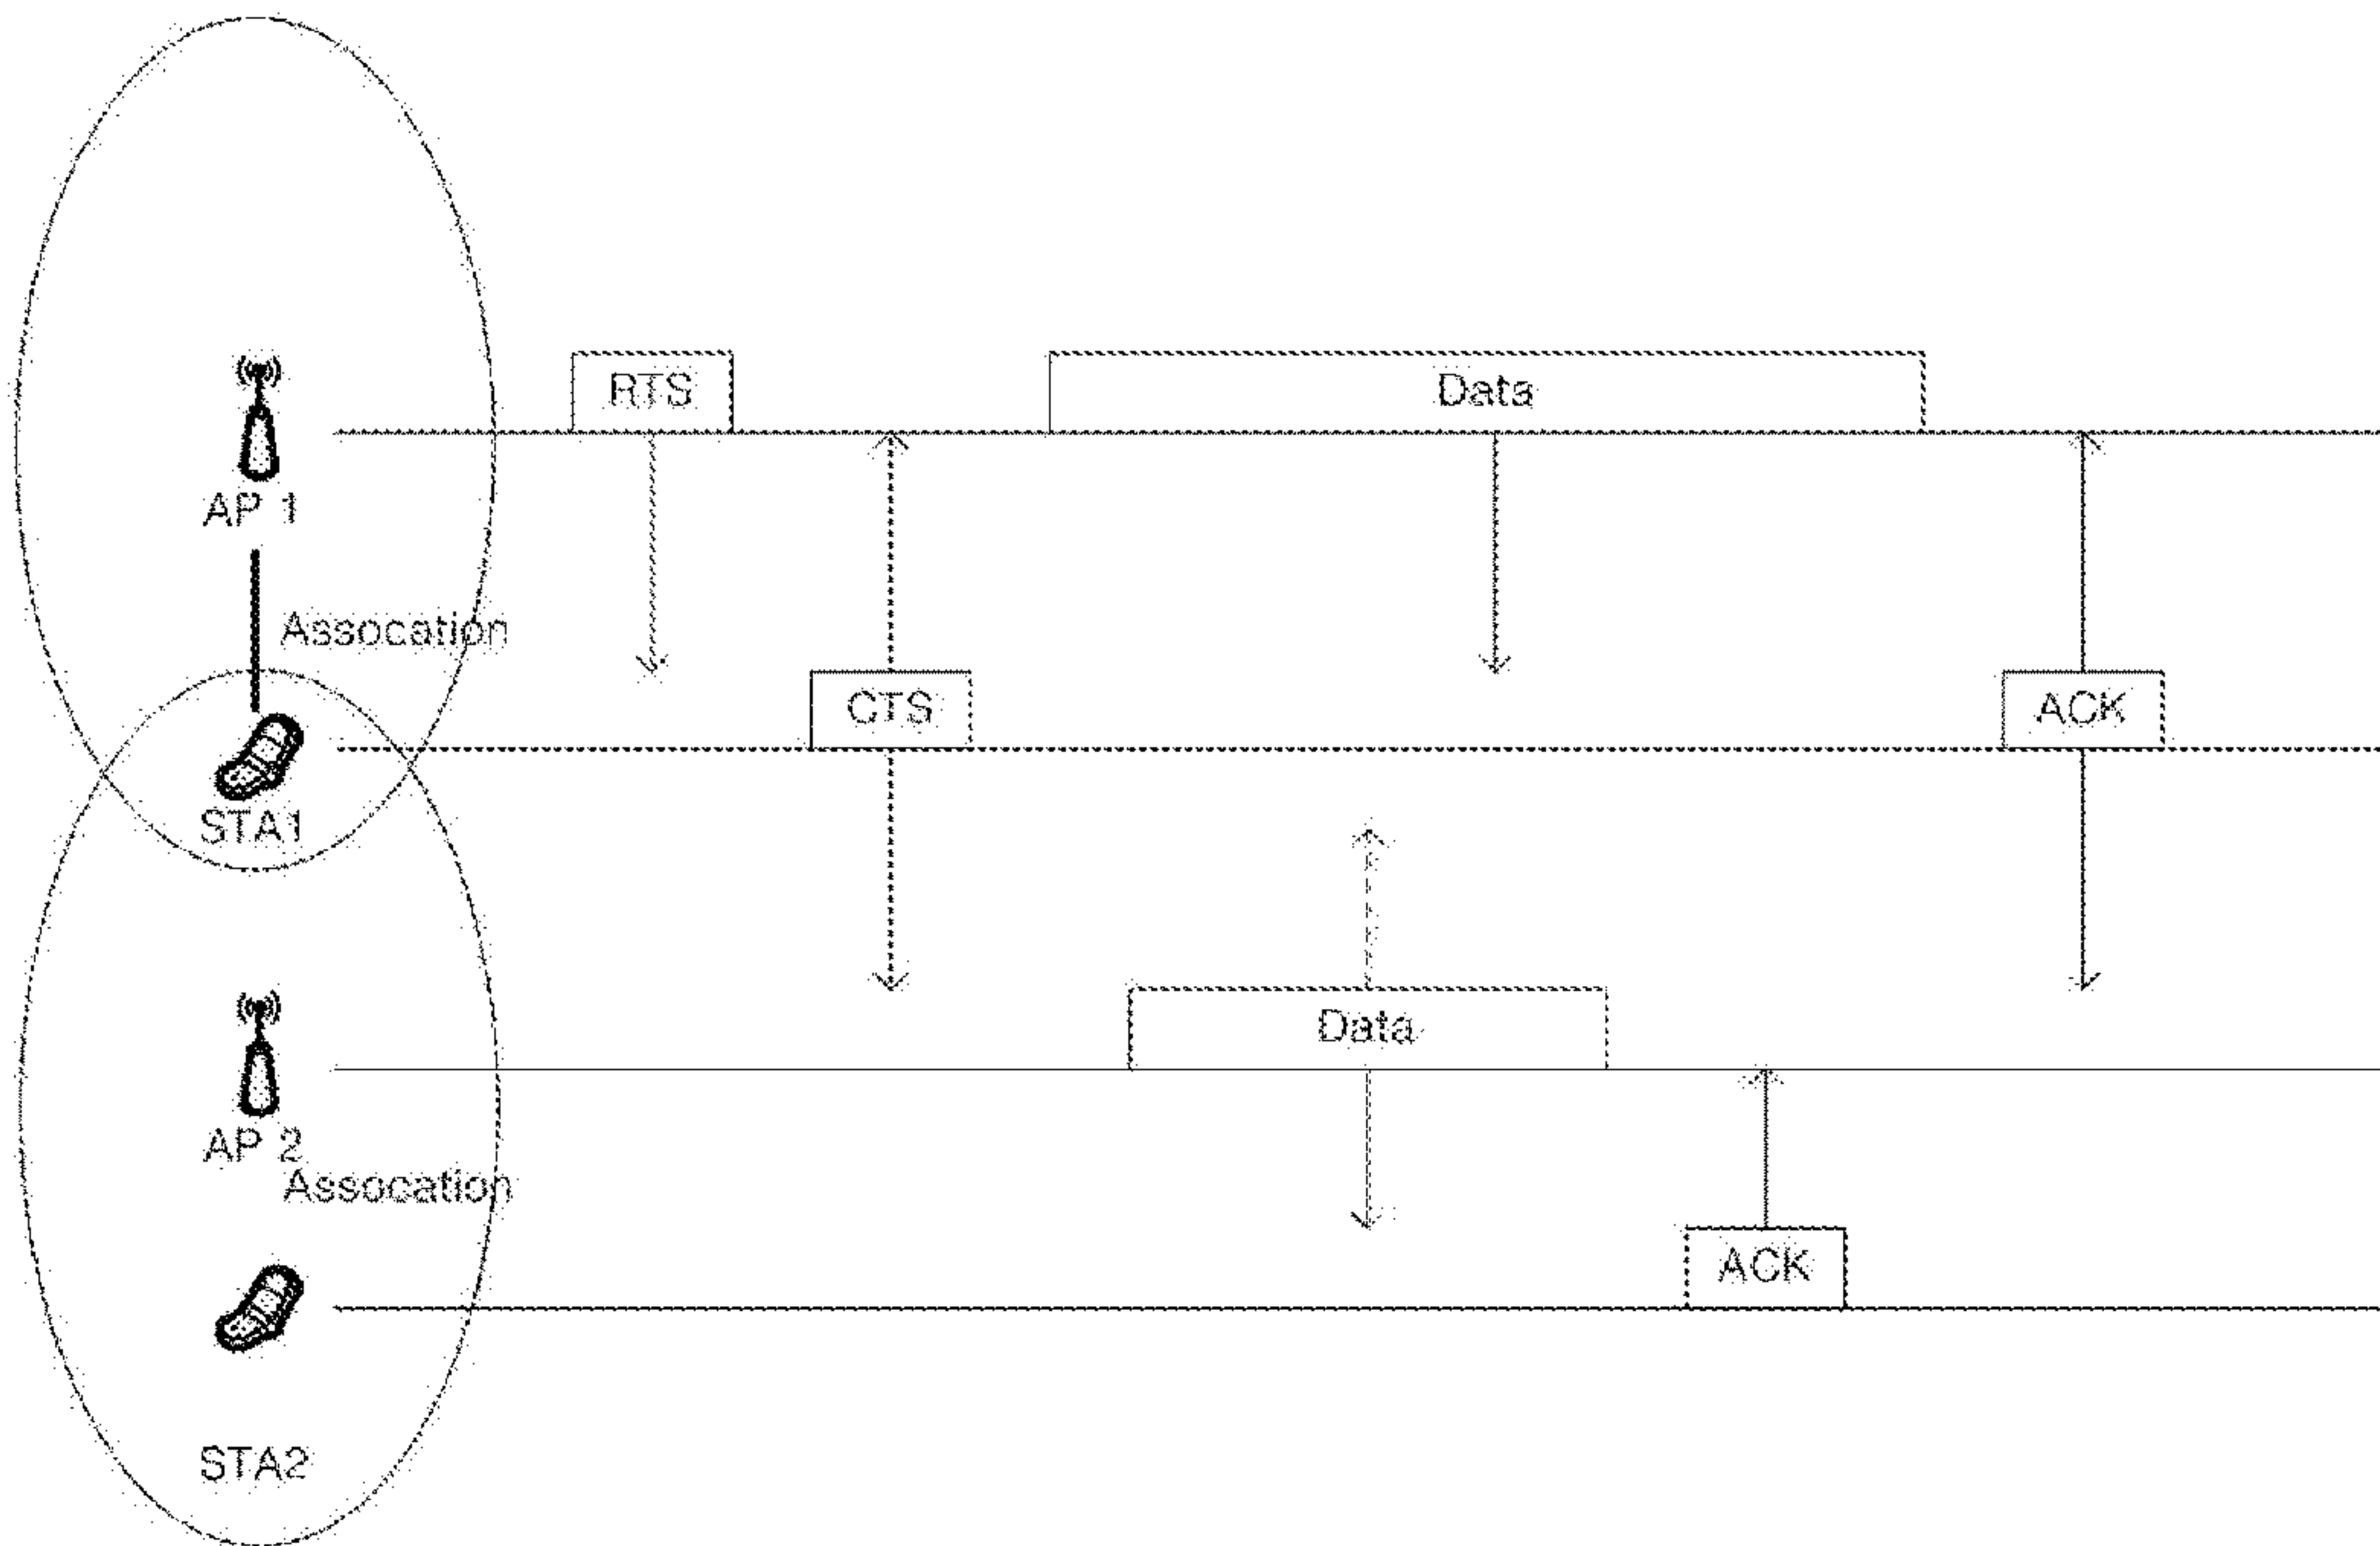 RTS
Data
AP 1
Assocation
CTS
ACK
STA1
Data
AP 2
Assocation
ACK
STA2